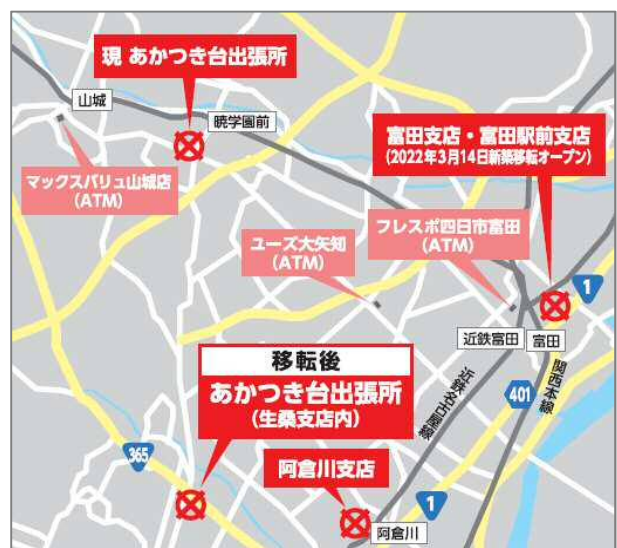 現 あかつき台出張所
山城
暁学園前
富田支店・富田駅前支店
(2022年3月14日新築移転オープン)
マックスバリュ山城店
(ATM)
ユーズ大矢知
(ATM)
フレスポ四日市富田
(ATM)
1
近鉄富田
富田
移転後
あかつき台出張所
(生桑支店内)
近鉄名古屋線
関西本線
401
365
阿倉川支店
1
阿倉川